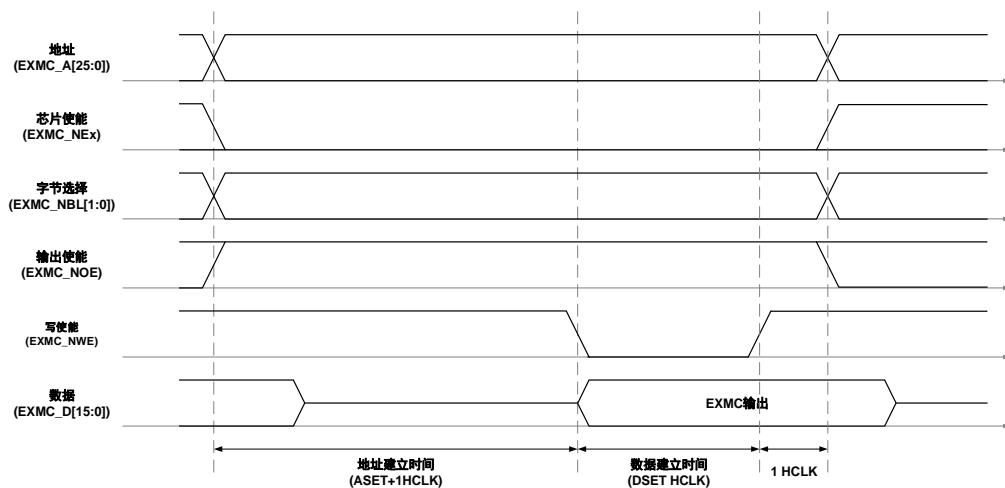 地址
(EXMC_A[25:0])
芯片使能
(EXMC_NEx)
字节选择
(EXMC_NBL[1:0])
输出使能
(EXMC_NOE)
写使能
(EXMC_NWE)
数据
(EXMC_D[15:0])
EXMC输出
地址建立时间
(ASET+1HCLK)
数据建立时间
(DSET HCLK)
1 HCLK